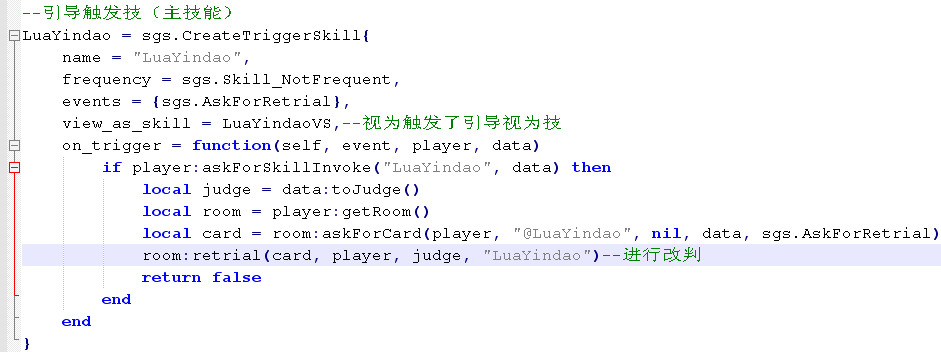 --引导触发技（主技能）
LuaYindao = sgs.CreateTriggerSkill{
    name = "LuaYindao",
    frequency = sgs.Skill_NotFrequent,
    events = {sgs.AskForRetrial},
    view_as_skill = LuaYindaoVS,--视为触发了引导视为技
    on_trigger = function(self, event, player, data)
        if player:askForSkillInvoke("LuaYindao", data) then
            local judge = data:toJudge()
            local room = player:getRoom()
            local card = room:askForCard(player, "@LuaYindao", nil, data, sgs.AskForRetrial)
            room:retrial(card, player, judge, "LuaYindao")--进行改判
            return false
        end
    end
}